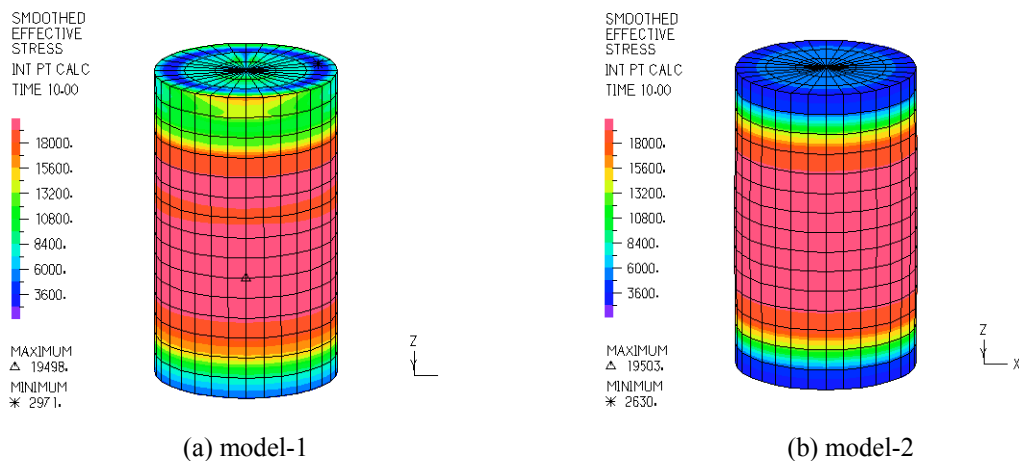 SMOOTHED
EFFECTIVE
STRESS
INT PT CALC
TIME 10.00
18000.
15600.
13200.
10800.
8400.
6000.
3600.
MAXIMUM
△ 19498.
MINIMUM
✳ 2971.
Z
(a) model-1
SMOOTHED
EFFECTIVE
STRESS
INT PT CALC
TIME 10.00
18000.
15600.
13200.
10800.
8400.
6000.
3600.
MAXIMUM
△ 19503.
MINIMUM
✳ 2630.
Z
X
(b) model-2